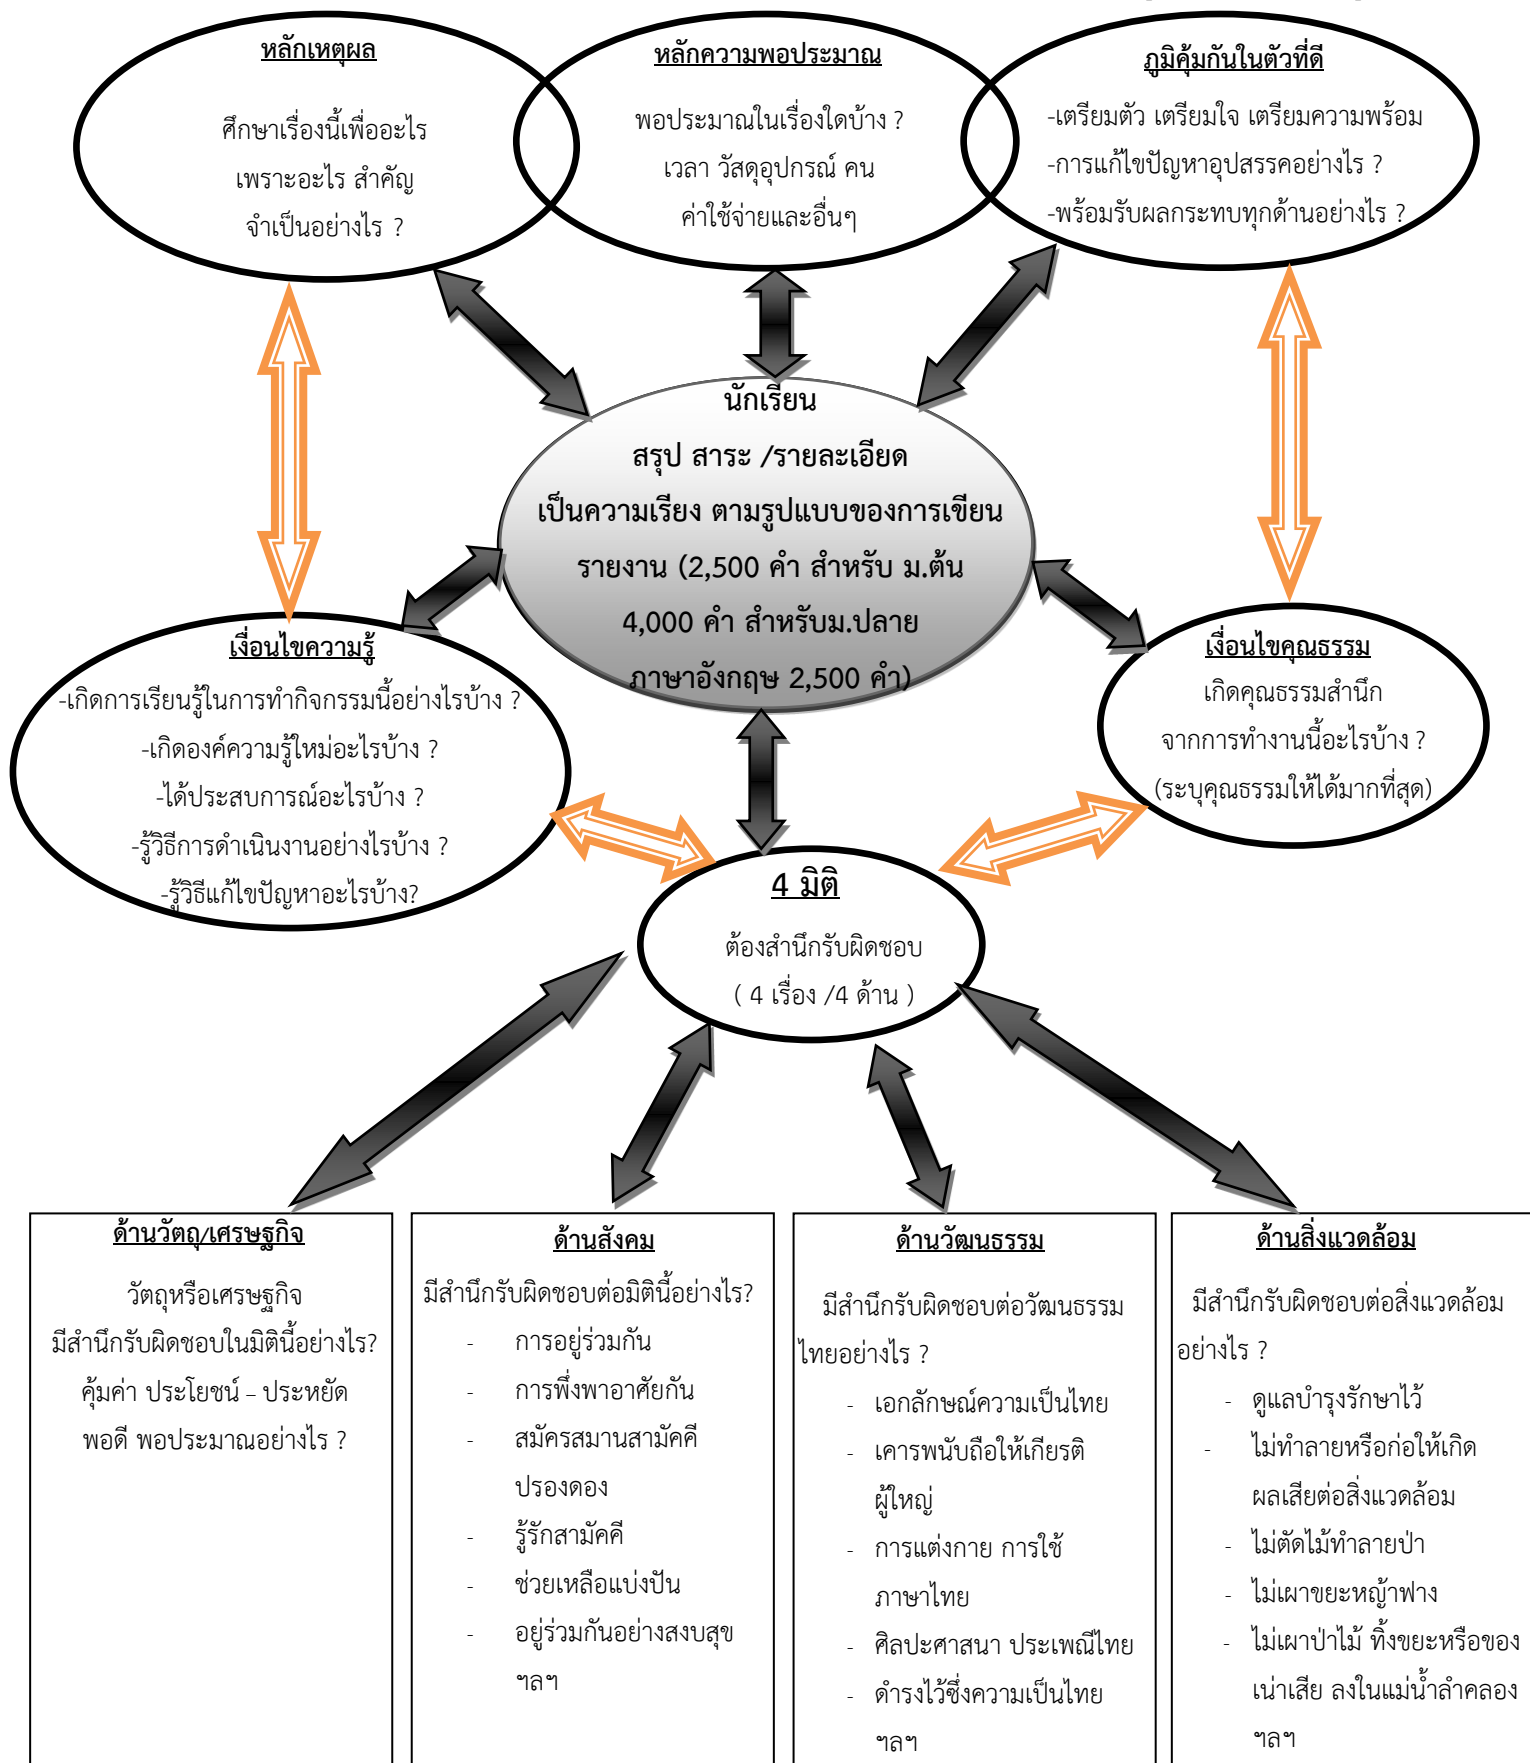 หลักเหตุผล
ศึกษาเรื่องนี้เพื่ออะไร
เพราะอะไร สำคัญ
จำเป็นอย่างไร ?
หลักความพอประมาณ
พอประมาณในเรื่องใดบ้าง ?
เวลา วัสดุอุปกรณ์ คน
ค่าใช้จ่ายและอื่นๆ
ภูมิคุ้มกันในตัวที่ดี
-เตรียมตัว เตรียมใจ เตรียมความพร้อม
-การแก้ไขปัญหาอุปสรรคอย่างไร ?
-พร้อมรับผลกระทบทุกด้านอย่างไร ?
นักเรียน
สรุป สาระ /รายละเอียด
เป็นความเรียง ตามรูปแบบของการเขียน
รายงาน (2,500 คำ สำหรับ ม.ต้น
4,000 คำ สำหรับม.ปลาย
ภาษาอังกฤษ 2,500 คำ)
เงื่อนไขความรู้
-เกิดการเรียนรู้ในการทำกิจกรรมนี้อย่างไรบ้าง ?
-เกิดองค์ความรู้ใหม่อะไรบ้าง ?
-ได้ประสบการณ์อะไรบ้าง ?
-รู้วิธีการดำเนินงานอย่างไรบ้าง ?
-รู้วิธีแก้ไขปัญหาอะไรบ้าง?
เงื่อนไขคุณธรรม
เกิดคุณธรรมสำนึก
จากการทำงานนี้อะไรบ้าง ?
(ระบุคุณธรรมให้ได้มากที่สุด)
4 มิติ
ต้องสำนึกรับผิดชอบ
( 4 เรื่อง /4 ด้าน )
ด้านวัตถุ/เศรษฐกิจ
วัตถุหรือเศรษฐกิจ
มีสำนึกรับผิดชอบในมิตินี้อย่างไร?
คุ้มค่า ประโยชน์ – ประหยัด
พอดี พอประมาณอย่างไร ?
ด้านสังคม
มีสำนึกรับผิดชอบต่อมิตินี้อย่างไร?
- การอยู่ร่วมกัน
- การพึ่งพาอาศัยกัน
- สมัครสมานสามัคคี
ปรองดอง
- รู้รักสามัคคี
- ช่วยเหลือแบ่งปัน
- อยู่ร่วมกันอย่างสงบสุข
ฯลฯ
ด้านวัฒนธรรม
มีสำนึกรับผิดชอบต่อวัฒนธรรม
ไทยอย่างไร ?
- เอกลักษณ์ความเป็นไทย
- เคารพนับถือให้เกียรติ
ผู้ใหญ่
- การแต่งกาย การใช้
ภาษาไทย
- ศิลปะศาสนา ประเพณีไทย
- ดำรงไว้ซึ่งความเป็นไทย
ฯลฯ
ด้านสิ่งแวดล้อม
มีสำนึกรับผิดชอบต่อสิ่งแวดล้อม
อย่างไร ?
- ดูแลบำรุงรักษาไว้
- ไม่ทำลายหรือก่อให้เกิด
ผลเสียต่อสิ่งแวดล้อม
- ไม่ตัดไม้ทำลายป่า
- ไม่เผาขยะหญ้าฟาง
- ไม่เผาป่าไม้ ทิ้งขยะหรือของ
เน่าเสีย ลงในแม่น้ำลำคลอง
ฯลฯ